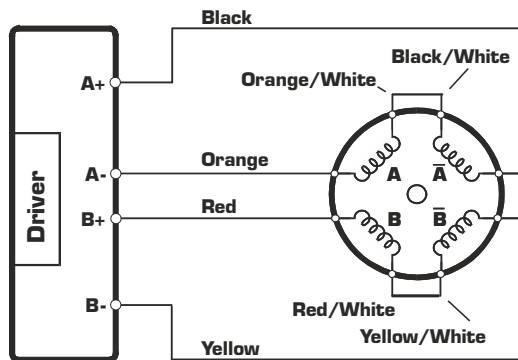 Black
Black/White
Orange/White
A+
Orange
A-
A
A̅
Driver
Red
B+
B
B̅
B-
Red/White
Yellow/White
Yellow